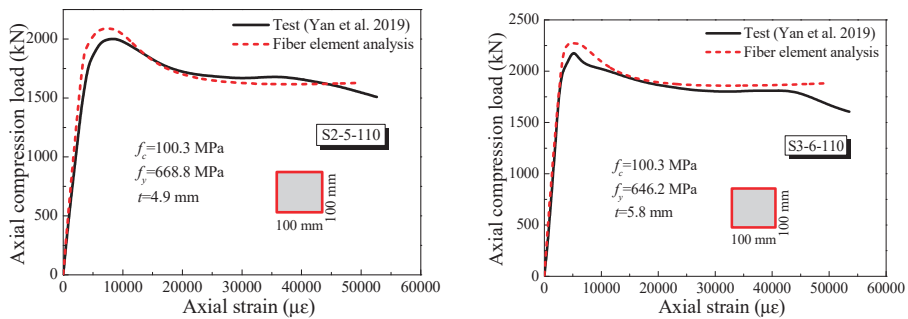 Test (Yan et al. 2019)
Fiber element analysis
Axial compression load (kN)
2000
1500
1000
500
0
S2-5-110
fc=100.3 MPa
fy=668.8 MPa
t=4.9 mm
100 mm
100 mm
0 10000 20000 30000 40000 50000 60000
Axial strain (με)
2500
Test (Yan et al. 2019)
Fiber element analysis
Axial compression load (kN)
2000
1500
1000
500
0
S3-6-110
fc=100.3 MPa
fy=646.2 MPa
t=5.8 mm
100 mm
100 mm
0 10000 20000 30000 40000 50000 60000
Axial strain (με)